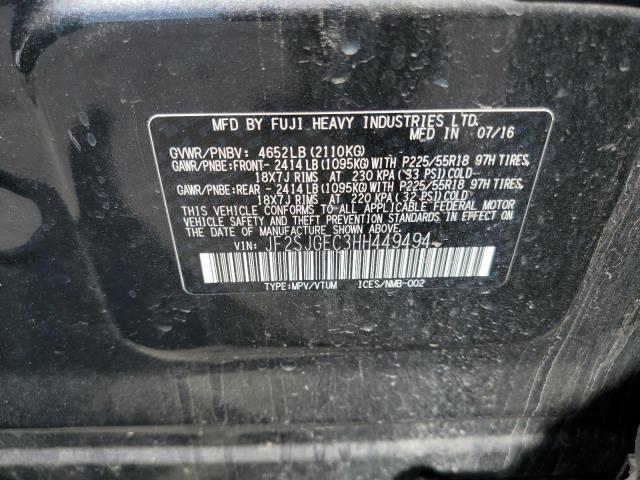 MFD BY FUJI HEAVY INDUSTRIES LTD.
MFD IN 07/16
GVWR/PNBV: 4652LB (2110KG)
GAWR/PNBE:FRONT- 2414 LB (1095KG)WITH P225/55R18 97H TIRES,
18X7J RIMS AT 230 KPA (33 PSI) COLD
GAWR/PNBE:REAR - 2414 LB (1095KG)WITH P225/55R18 97H TIRES,
18X7J RIMS AT 220 KPA (32 PSI) COLD
THIS VEHICLE CONFORMS TO ALL APPLICABLE FEDERAL MOTOR
VEHICLE SAFETY AND THEFT PREVENTION STANDARDS IN EFFECT ON
THE DATE OF MANUFACTURE SHOWN ABOVE.
VIN: JF2SJGEC3HH449494
TYPE:MPV/VTUM ICES/NMB-002